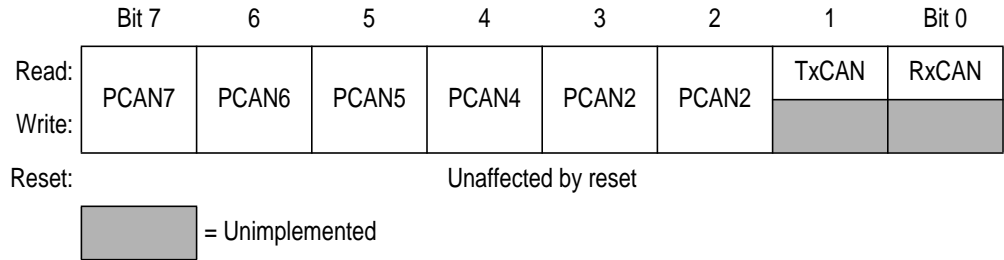 Bit 7 6 5 4 3 2 1 Bit 0
Read: PCAN7 PCAN6 PCAN5 PCAN4 PCAN2 PCAN2 TxCAN RxCAN
Write:
Reset: Unaffected by reset
= Unimplemented